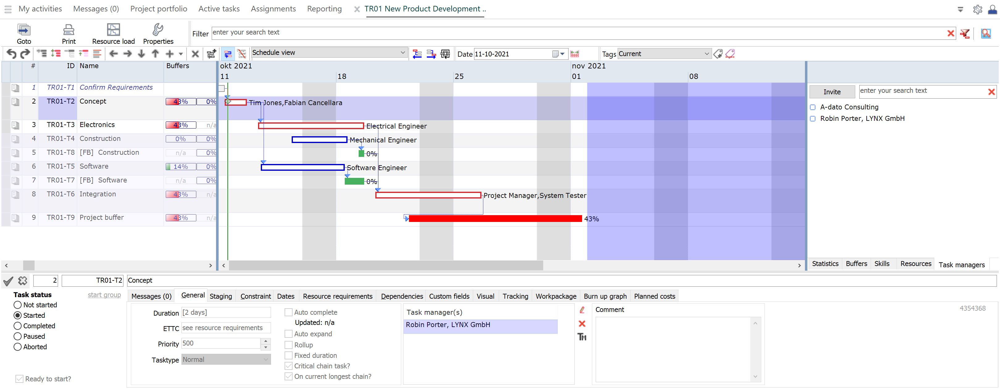 My activities Messages (0) Project portfolio Active tasks Assignments Reporting TR01 New Product Development ..
Goto Print Resource load Properties Filter enter your search text
Schedule view Date 11-10-2021 Tags Current
# ID Name Buffers okt 2021 nov 2021
11 18 25 01 08
1 TR01-T1 Confirm Requirements
2 TR01-T2 Concept 43% 0% Tim Jones,Fabian Cancellara
3 TR01-T3 Electronics 43% n/a Electrical Engineer
4 TR01-T4 Construction 0% 0% Mechanical Engineer
5 TR01-T8 [FB] Construction n/a 0% 0%
6 TR01-T5 Software 14% 0% Software Engineer
7 TR01-T7 [FB] Software n/a 0% 0%
8 TR01-T6 Integration 43% n/a Project Manager,System Tester
9 TR01-T9 Project buffer 43% n/a 43%
Invite enter your search text
A-dato Consulting
Robin Porter, LYNX GmbH
Statistics Buffers Skills Resources Task managers
2 TR01-T2 Concept
Task status start group
Not started
Started
Completed
Paused
Aborted
Ready to start?
Messages (0) General Staging Constraint Dates Resource requirements Dependencies Custom fields Visual Tracking Workpackage Burn up graph Planned costs
Duration [2 days]
ETTC see resource requirements
Priority 500
Tasktype Normal
Auto complete
Updated: n/a
Auto expand
Rollup
Fixed duration
Critical chain task?
On current longest chain?
Task manager(s)
Robin Porter, LYNX GmbH
TM
Comment 4354368